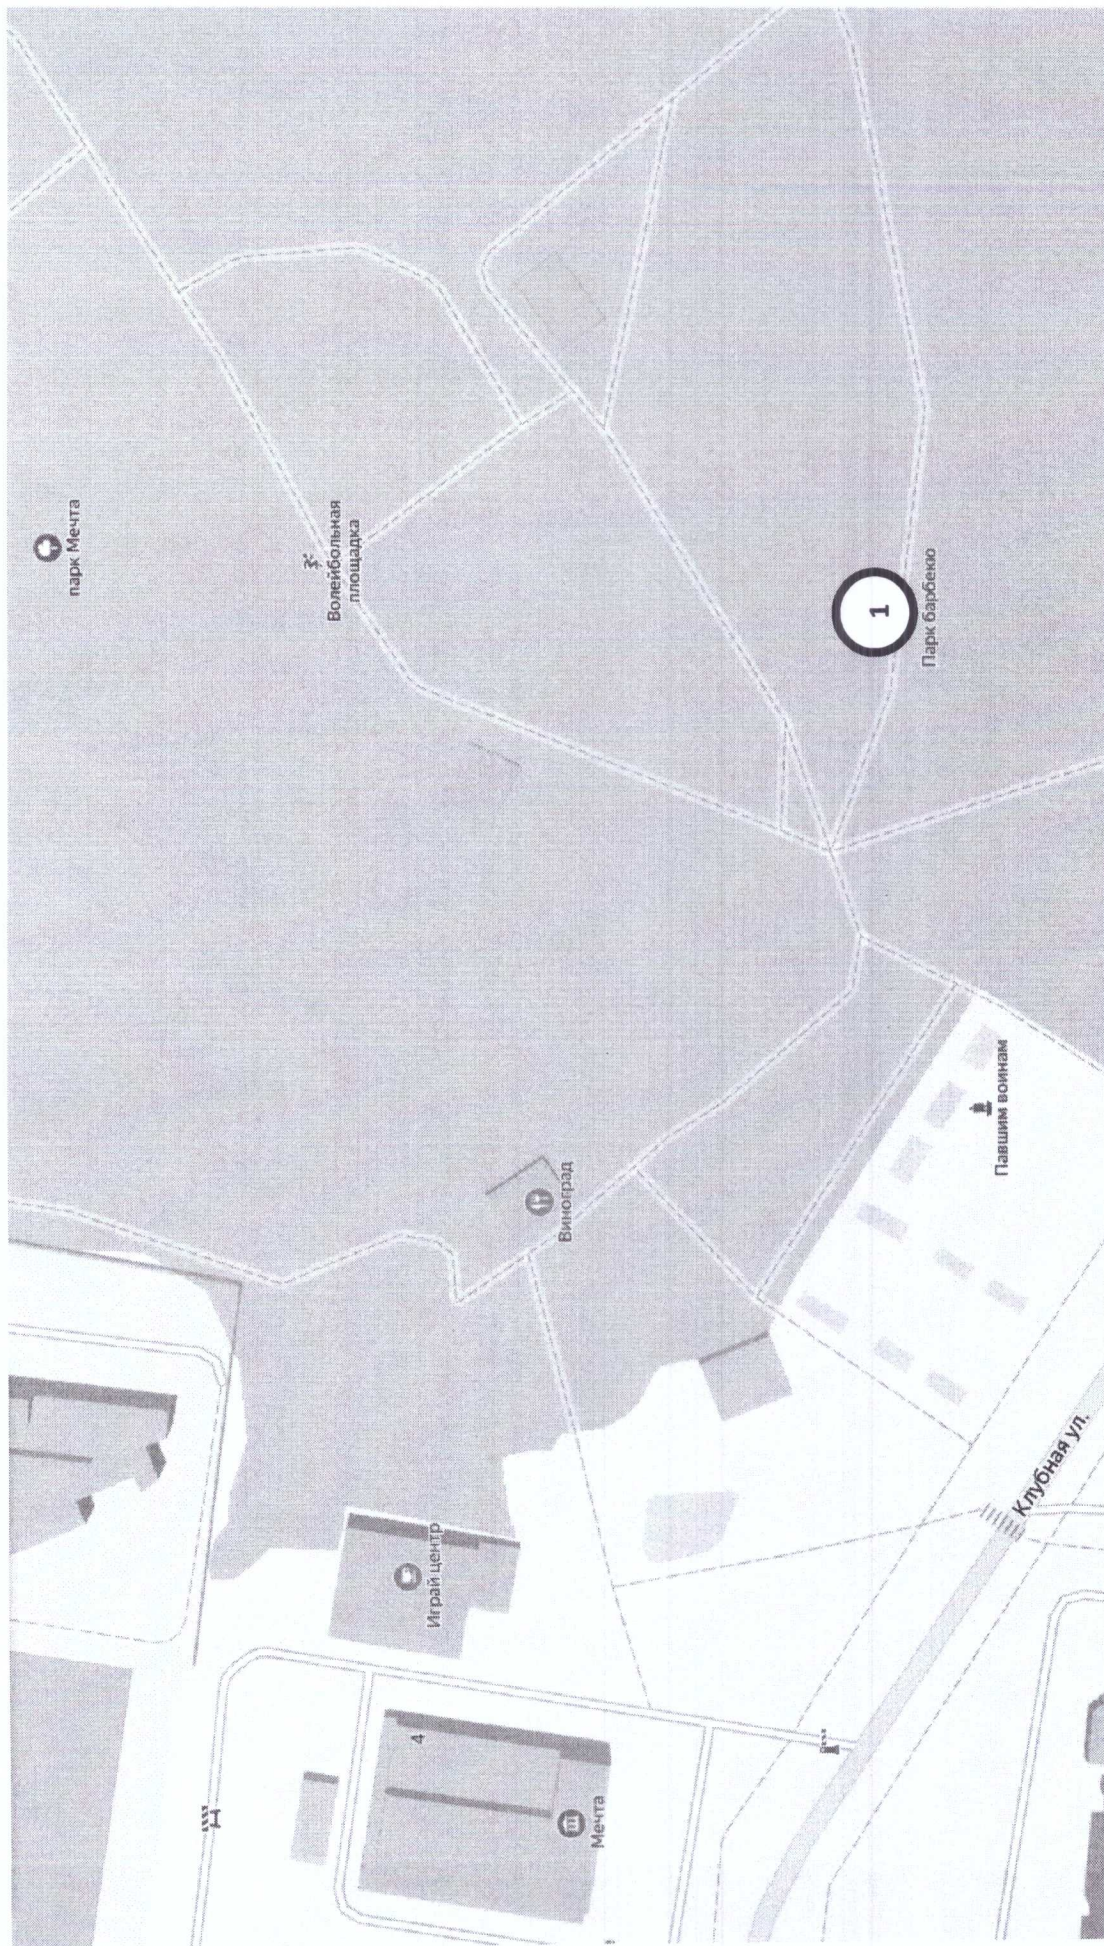 парк Мечта
Волейбольная
площадка
1
Парк барбекю
Виноград
Павшим воинам
Играй центр
Клубная ул.
4
Мечта